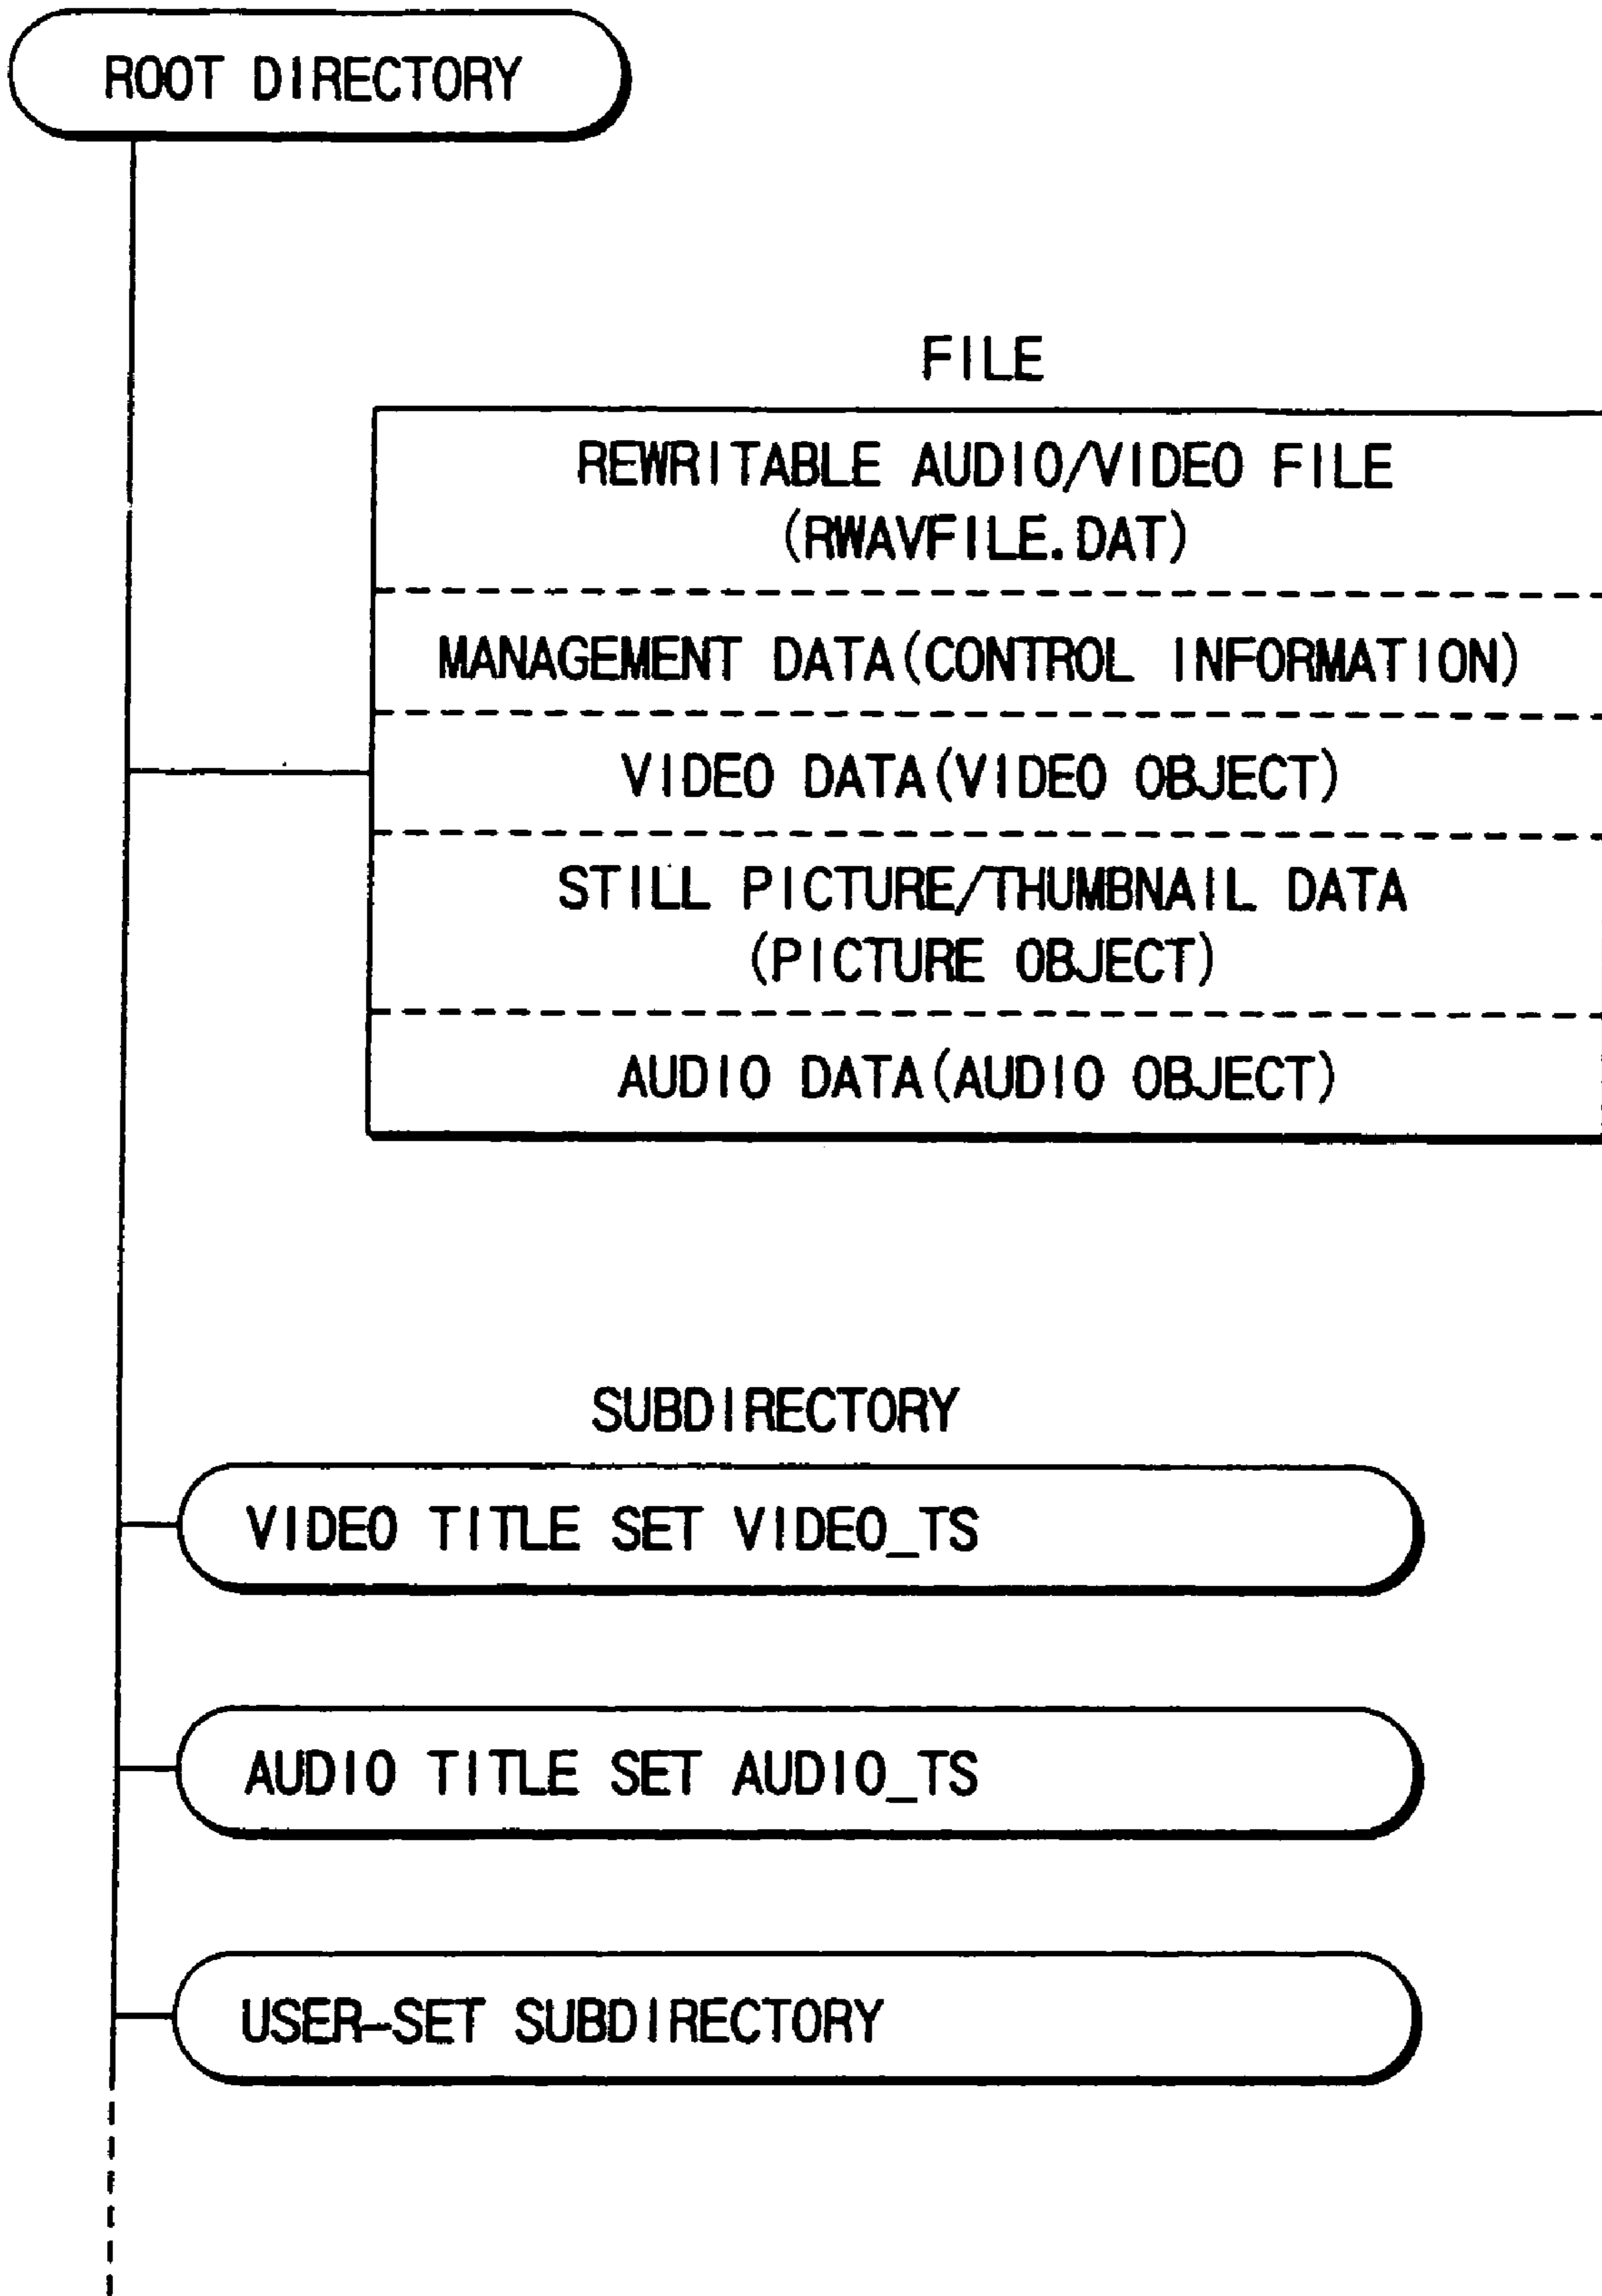 ROOT DIRECTORY
FILE
REWRITABLE AUDIO/VIDEO FILE
(RWAVFILE.DAT)
MANAGEMENT DATA(CONTROL INFORMATION)
VIDEO DATA(VIDEO OBJECT)
STILL PICTURE/THUMBNAIL DATA
(PICTURE OBJECT)
AUDIO DATA(AUDIO OBJECT)
SUBDIRECTORY
VIDEO TITLE SET VIDEO_TS
AUDIO TITLE SET AUDIO_TS
USER-SET SUBDIRECTORY